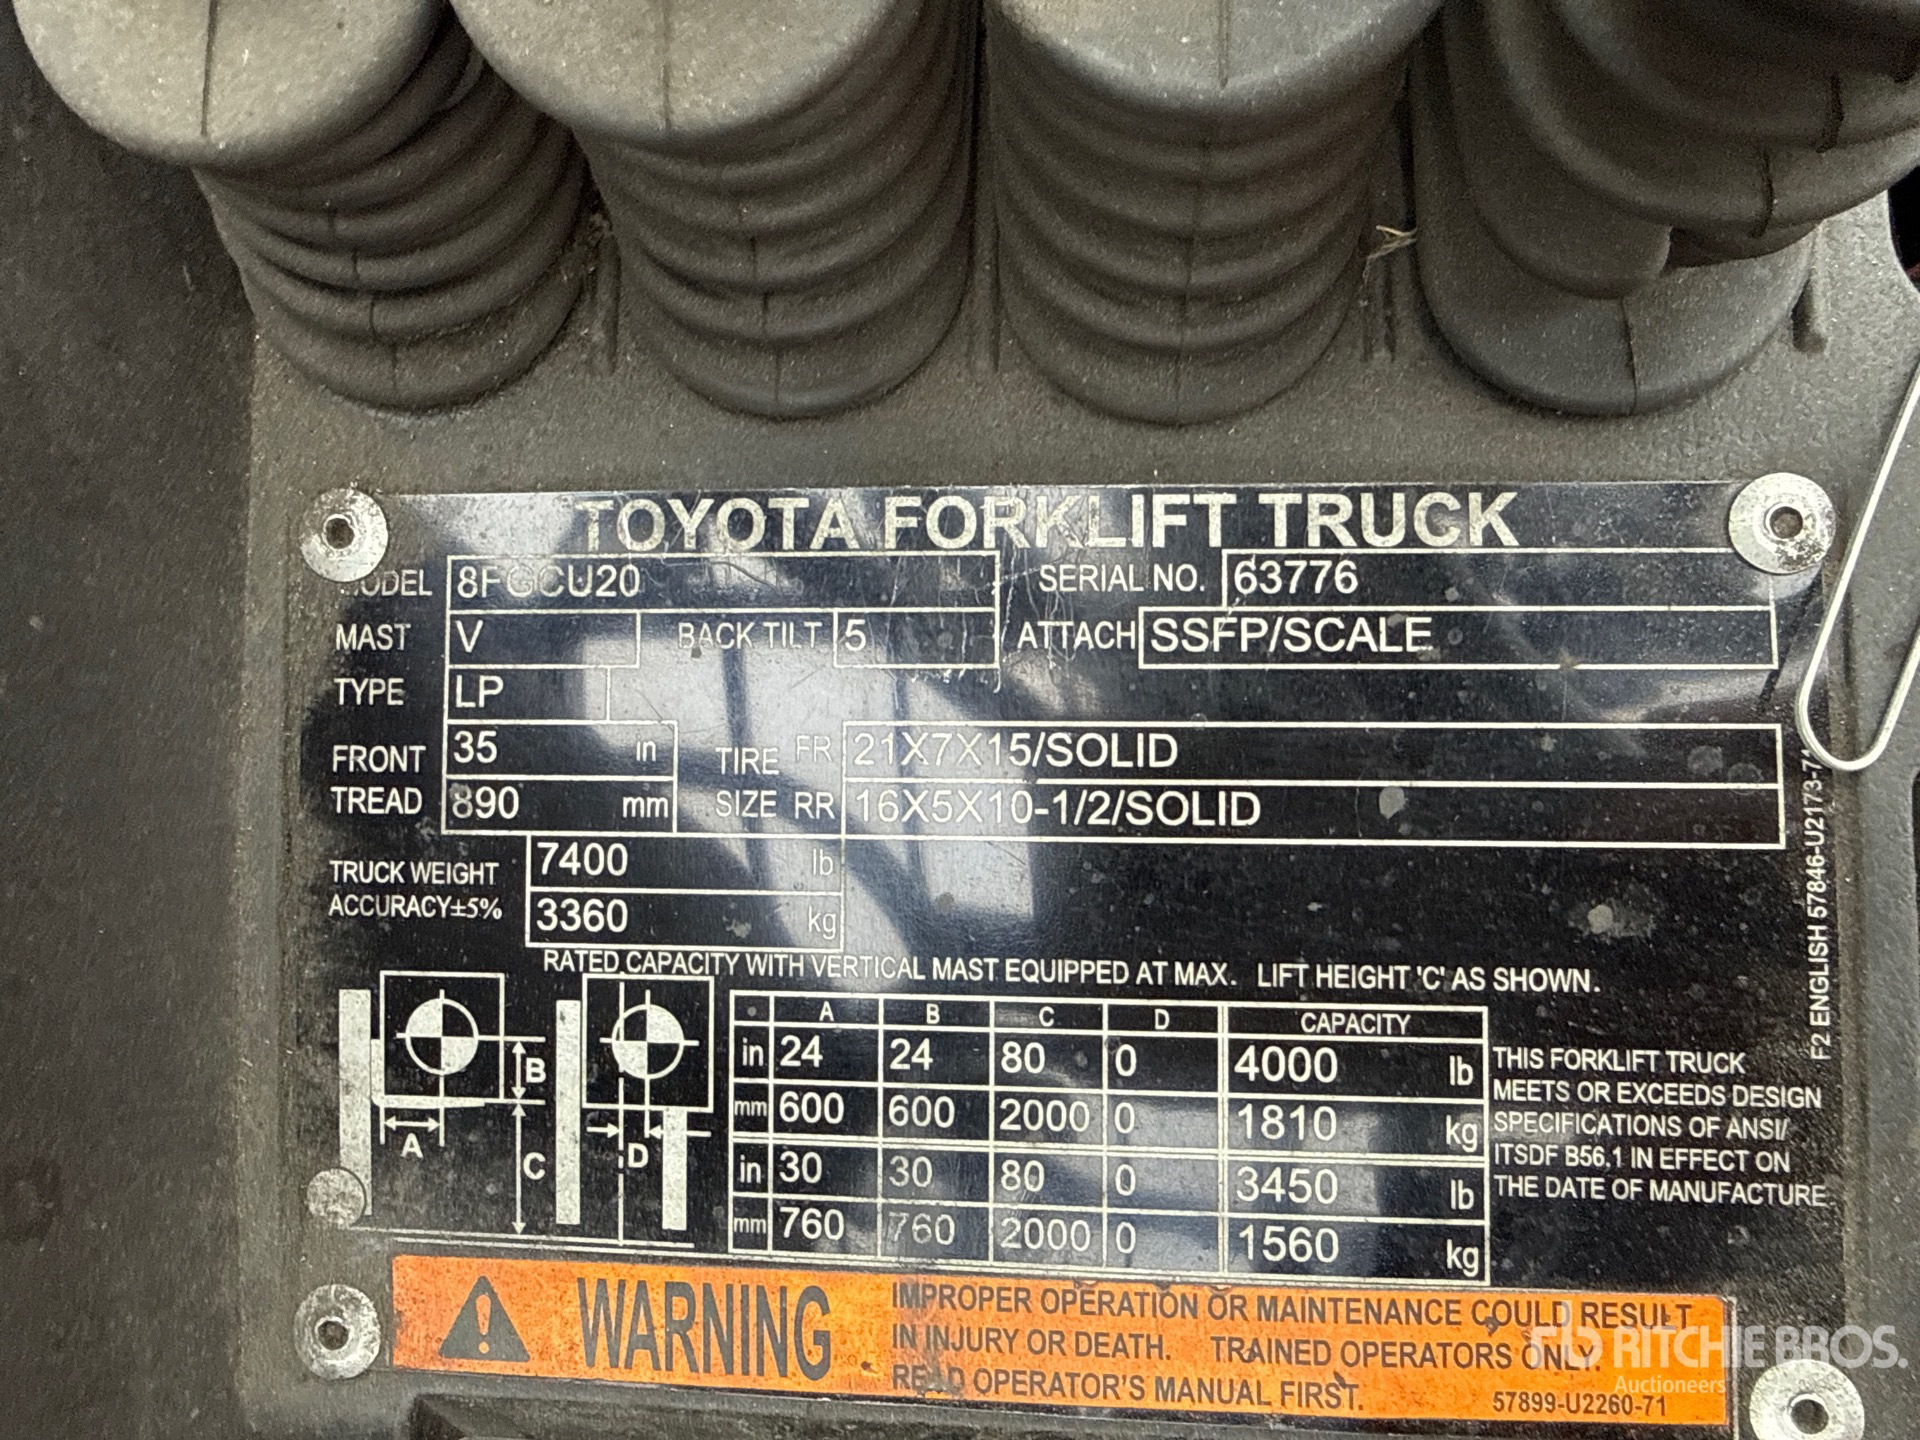 TOYOTA FORKLIFT TRUCK
MODEL 8FGCU20 SERIAL NO. 63776
MAST V BACK TILT 5 ATTACH SSFP/SCALE
TYPE LP
FRONT TREAD 35 in TIRE SIZE FR 21X7X15/SOLID
890 mm RR 16X5X10-1/2/SOLID
TRUCK WEIGHT 7400 lb
ACCURACY±5% 3360 kg
RATED CAPACITY WITH VERTICAL MAST EQUIPPED AT MAX. LIFT HEIGHT 'C' AS SHOWN.
A B C D CAPACITY
in 24 24 80 0 4000 lb
mm 600 600 2000 0 1810 kg
in 30 30 80 0 3450 lb
mm 760 760 2000 0 1560 kg
B
A
C
D
THIS FORKLIFT TRUCK
MEETS OR EXCEEDS DESIGN
SPECIFICATIONS OF ANSI/
ITSDF B56.1 IN EFFECT ON
THE DATE OF MANUFACTURE
F2 ENGLISH 57846-U2173-71
WARNING
IMPROPER OPERATION OR MAINTENANCE COULD RESULT
IN INJURY OR DEATH. TRAINED OPERATORS ONLY.
READ OPERATOR'S MANUAL FIRST.
57899-U2260-71
rb RITCHIE BROS.
Auctioneers